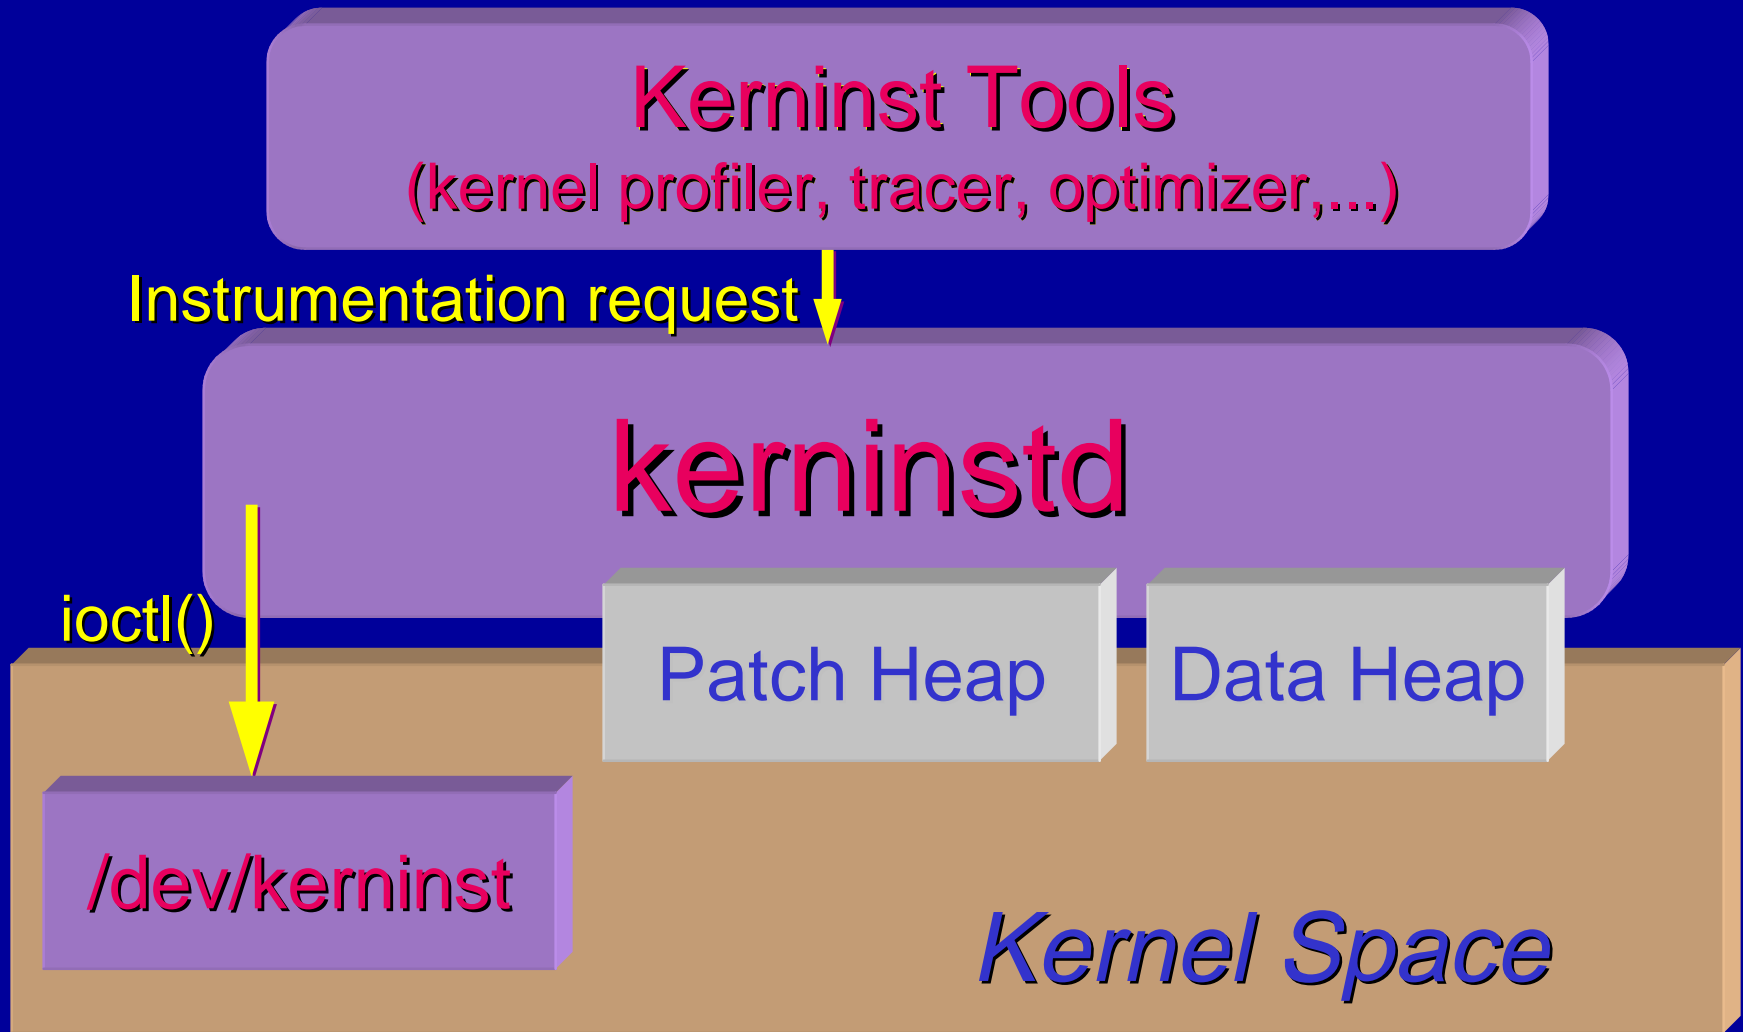 Kerninst Tools
(kernel profiler, tracer, optimizer,...)
Instrumentation request
kerninstd
ioctl()
Patch Heap
Data Heap
/dev/kerninst
Kernel Space